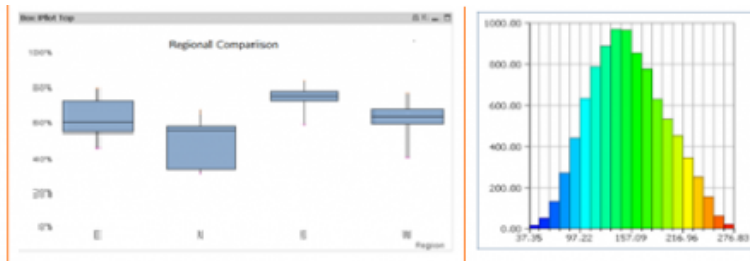 Box Plot Top
Regional Comparison
100%
80%
60%
40%
20%
0%
E
N
S
W
Region
1000.00
800.00
600.00
400.00
200.00
0.00
37.35 97.22 157.09 216.96 276.83